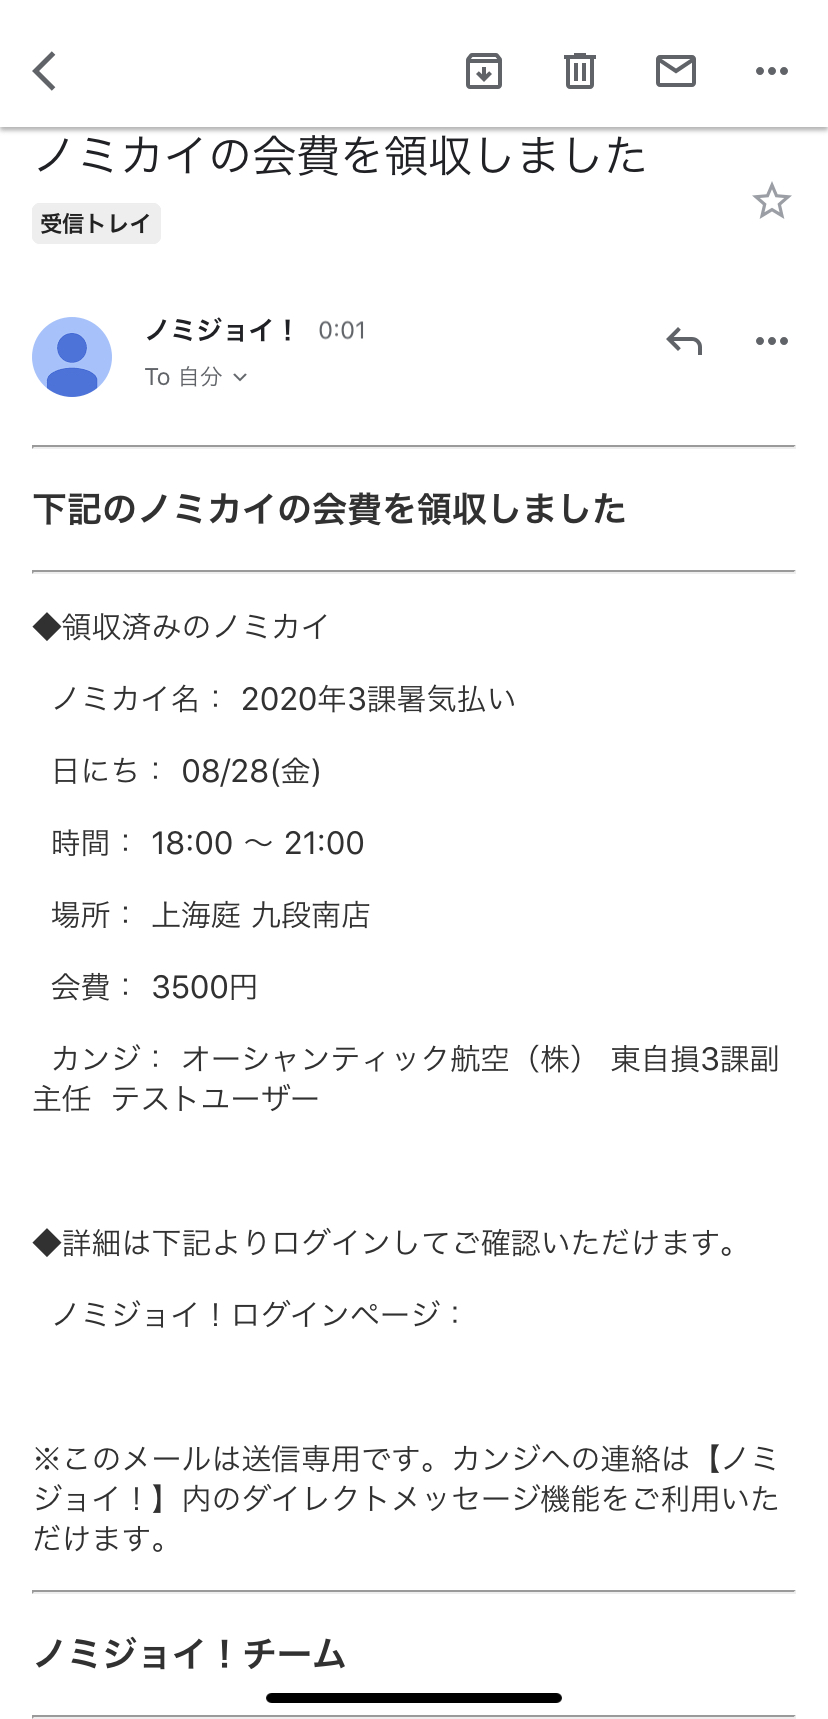 ノミカイの会費を領収しました
受信トレイ
ノミジョイ！ 0:01
To 自分
下記のノミカイの会費を領収しました
◆領収済みのノミカイ
ノミカイ名： 2020年3課暑気払い
日にち： 08/28(金)
時間： 18:00 〜 21:00
場所： 上海庭 九段南店
会費： 3500円
カンジ： オーシャンティック航空（株） 東自損3課副
主任 テストユーザー
◆詳細は下記よりログインしてご確認いただけます。
ノミジョイ！ログインページ：
※このメールは送信専用です。カンジへの連絡は【ノミ
ジョイ！】内のダイレクトメッセージ機能をご利用いた
だけます。
ノミジョイ！チーム